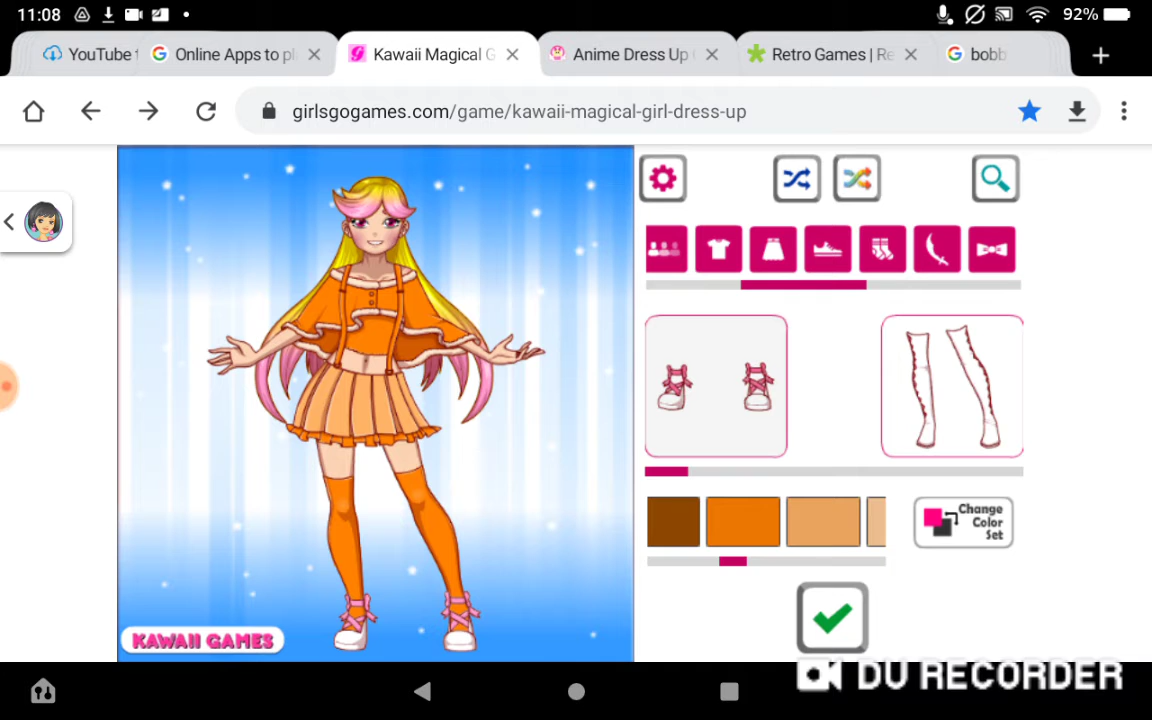 11:08
92%
YouTube t
Online Apps to pl
Kawaii Magical G
Anime Dress Up
Retro Games | Re
bobb
girlsgogames.com/game/kawaii-magical-girl-dress-up
Change
Color
Set
KAWAII GAMES
DU RECORDER